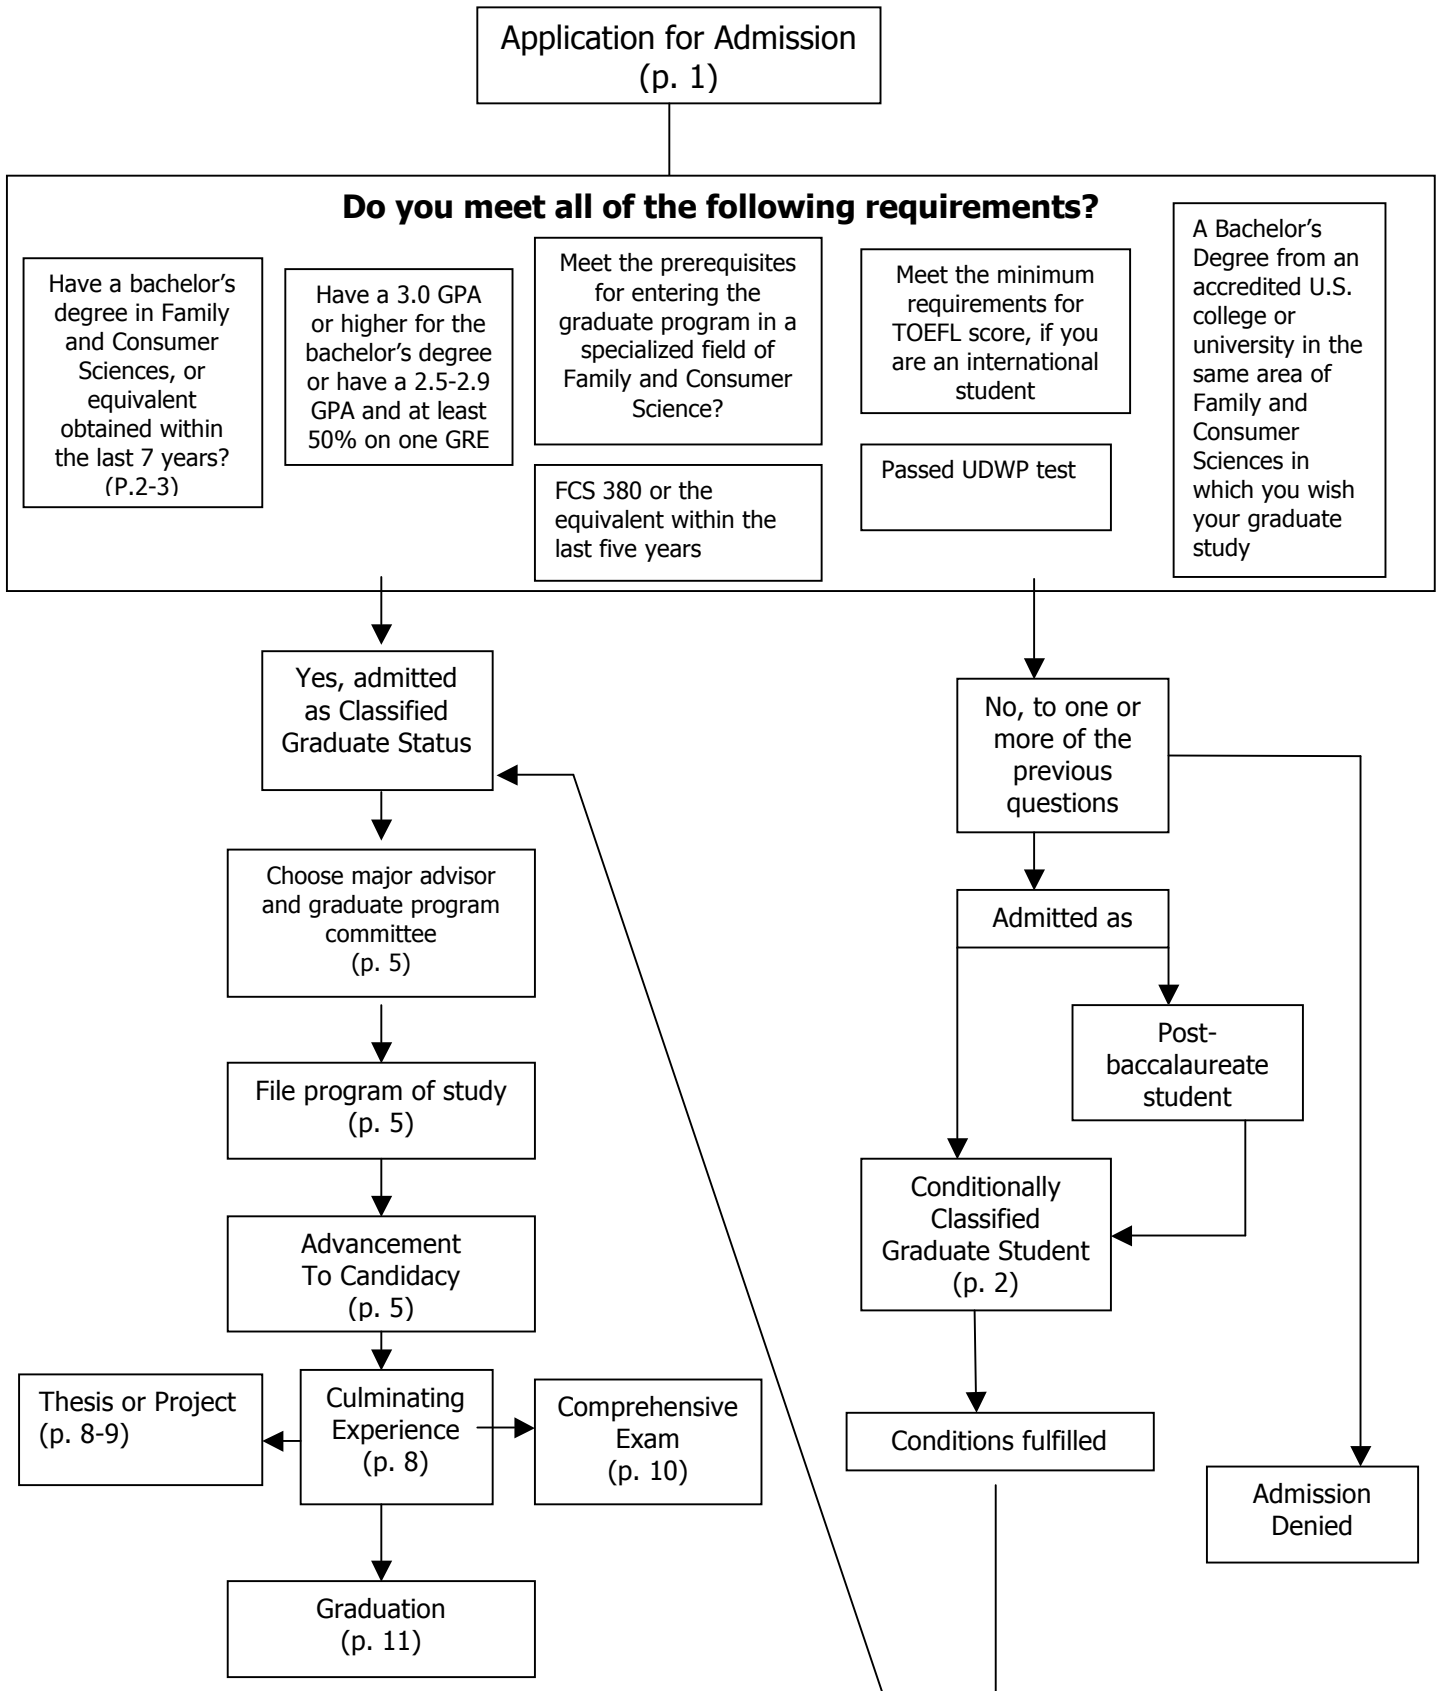 Application for Admission
(p. 1)
Do you meet all of the following requirements?
Have a bachelor’s
degree in Family
and Consumer
Sciences, or
equivalent
obtained within
the last 7 years?
(P.2-3)
Have a 3.0 GPA
or higher for the
bachelor’s degree
or have a 2.5-2.9
GPA and at least
50% on one GRE
Meet the prerequisites
for entering the
graduate program in a
specialized field of
Family and Consumer
Science?
FCS 380 or the
equivalent within the
last five years
Meet the minimum
requirements for
TOEFL score, if you
are an international
student
Passed UDWP test
A Bachelor’s
Degree from an
accredited U.S.
college or
university in the
same area of
Family and
Consumer
Sciences in
which you wish
your graduate
study
Yes, admitted
as Classified
Graduate Status
Choose major advisor
and graduate program
committee
(p. 5)
File program of study
(p. 5)
Advancement
To Candidacy
(p. 5)
Thesis or Project
(p. 8-9)
Culminating
Experience
(p. 8)
Comprehensive
Exam
(p. 10)
Graduation
(p. 11)
No, to one or
more of the
previous
questions
Admitted as
Post-
baccalaureate
student
Conditionally
Classified
Graduate Student
(p. 2)
Conditions fulfilled
Admission
Denied